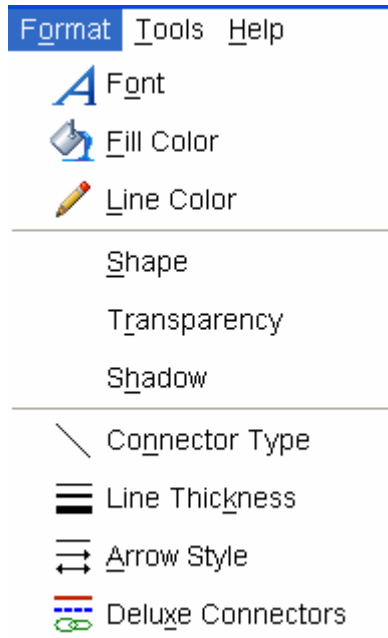 Format Tools Help
Font
Fill Color
Line Color
Shape
Transparency
Shadow
Connector Type
Line Thickness
Arrow Style
Deluxe Connectors